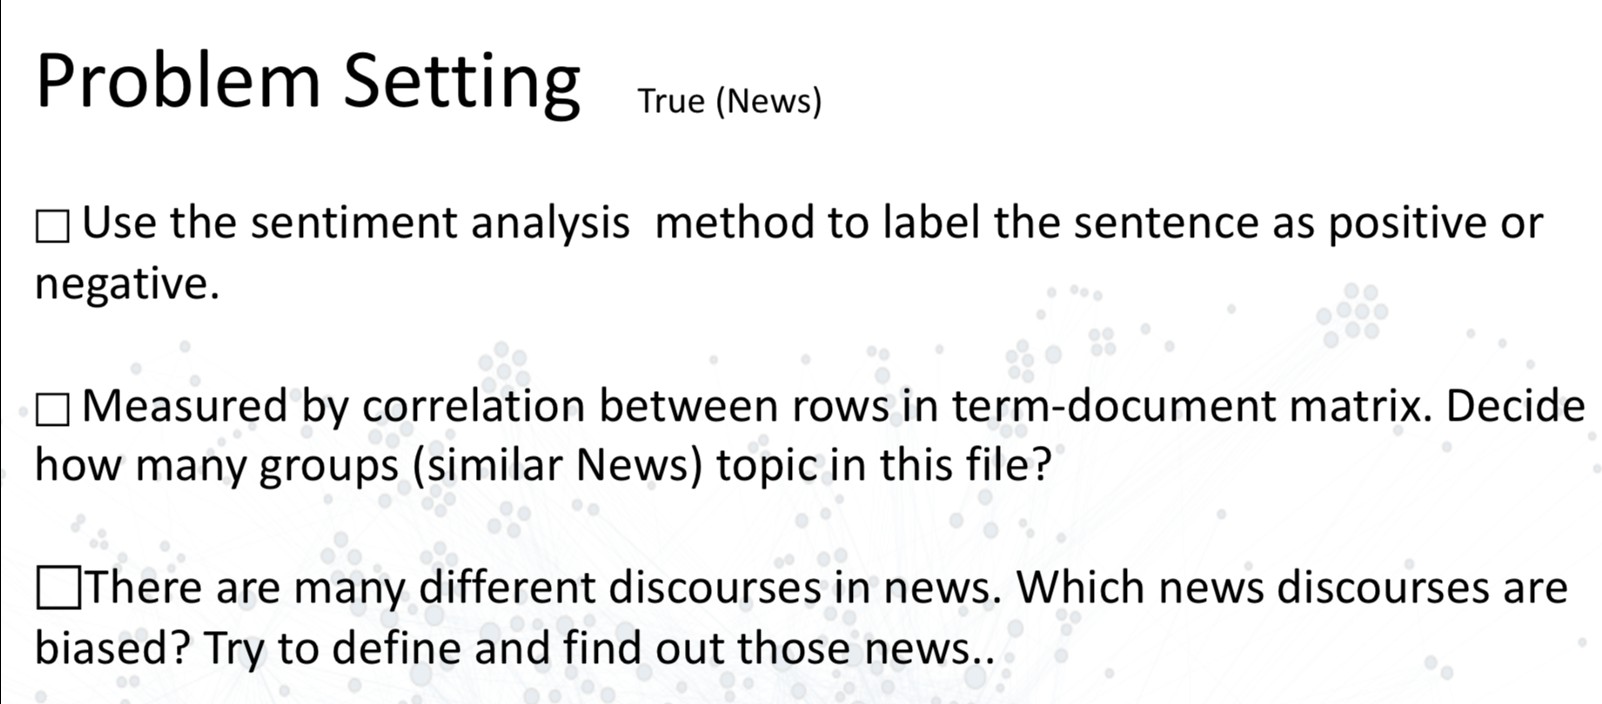 Problem Setting True (News)
☐ Use the sentiment analysis  method to label the sentence as positive or
negative.
☐ Measured by correlation between rows in term-document matrix. Decide
how many groups (similar News) topic in this file?
☐There are many different discourses in news. Which news discourses are
biased? Try to define and find out those news..